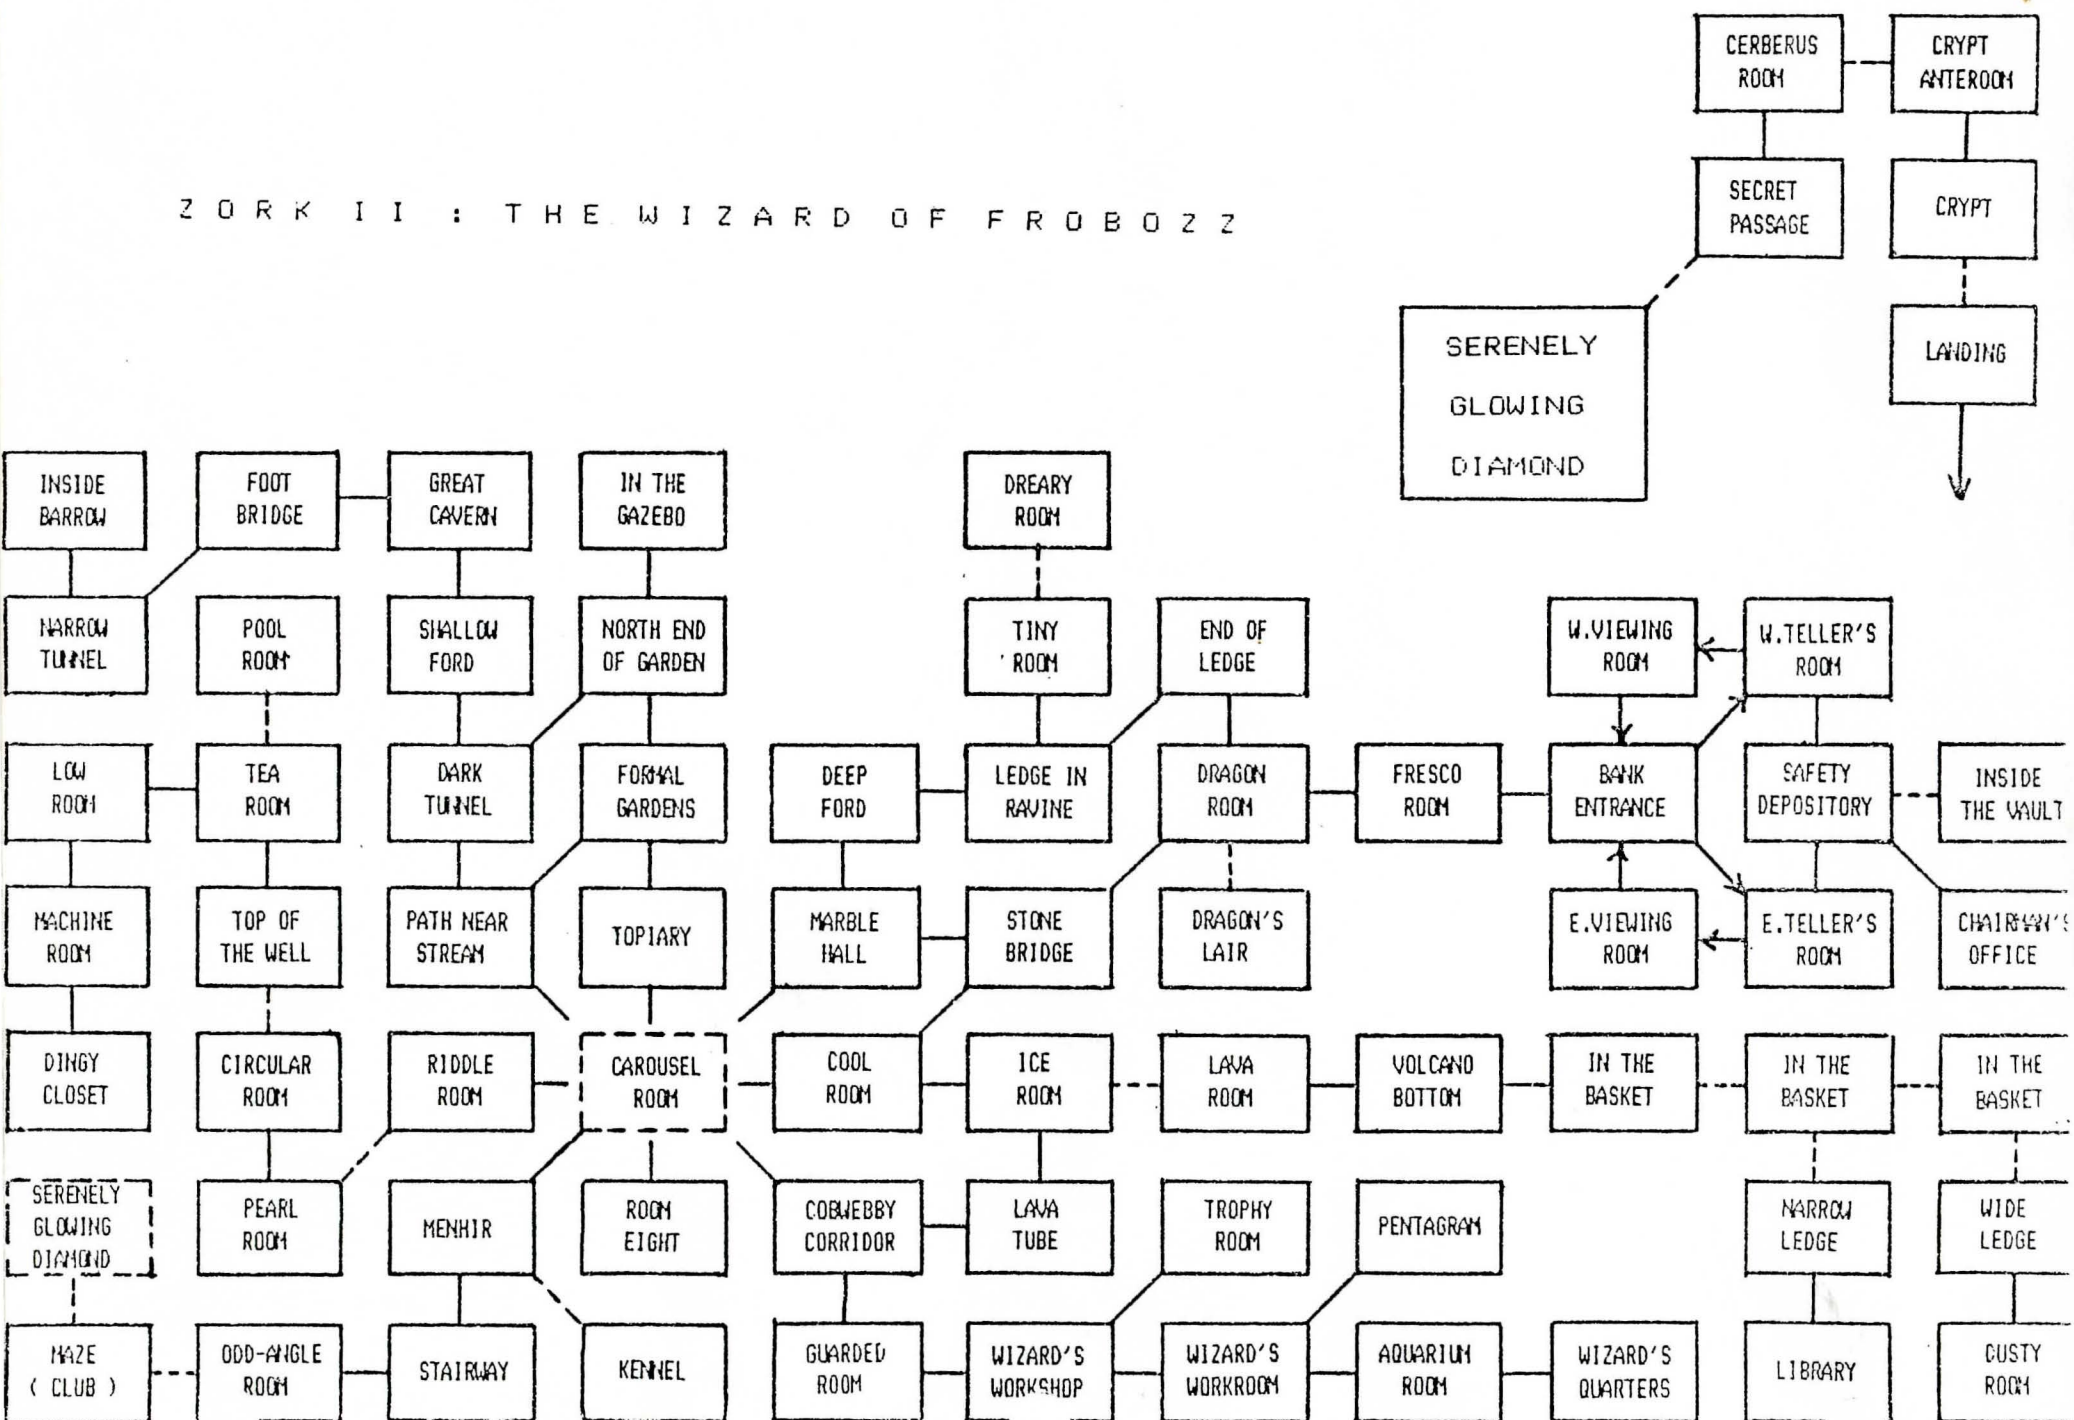 CERBERUS
ROOM
CRYPT
ANTEROOM
SECRET
PASSAGE
CRYPT
Z O R K I I : T H E W I Z A R D O F F R O B O Z Z
SERENELY
GLOWING
DIAMOND
LANDING
INSIDE
BARROW
FOOT
BRIDGE
GREAT
CAVERN
IN THE
GAZEBO
DREARY
ROOM
NARROW
TUNNEL
POOL
ROOM
SHALLOW
FORD
NORTH END
OF GARDEN
TINY
ROOM
END OF
LEDGE
W.VIEWING
ROOM
W.TELLER'S
ROOM
LOW
ROOM
TEA
ROOM
DARK
TUNNEL
FORMAL
GARDENS
DEEP
FORD
LEDGE IN
RAVINE
DRAGON
ROOM
FRESCO
ROOM
BANK
ENTRANCE
SAFETY
DEPOSITORY
INSIDE
THE VAULT
MACHINE
ROOM
TOP OF
THE WELL
PATH NEAR
STREAM
TOPIARY
MARBLE
HALL
STONE
BRIDGE
DRAGON'S
LAIR
E.VIEWING
ROOM
E.TELLER'S
ROOM
CHAIRMAN'S
OFFICE
DINGY
CLOSET
CIRCULAR
ROOM
RIDDLE
ROOM
CAROUSEL
ROOM
COOL
ROOM
ICE
ROOM
LAVA
ROOM
VOLCANO
BOTTOM
IN THE
BASKET
IN THE
BASKET
IN THE
BASKET
SERENELY
GLOWING
DIAMOND
PEARL
ROOM
MENHIR
ROOM
EIGHT
COBWEBBY
CORRIDOR
LAVA
TUBE
TROPHY
ROOM
PENTAGRAM
NARROW
LEDGE
WIDE
LEDGE
MAZE
( CLUB )
ODD-ANGLE
ROOM
STAIRWAY
KENNEL
GUARDED
ROOM
WIZARD'S
WORKSHOP
WIZARD'S
WORKROOM
AQUARIUM
ROOM
WIZARD'S
QUARTERS
LIBRARY
DUSTY
ROOM